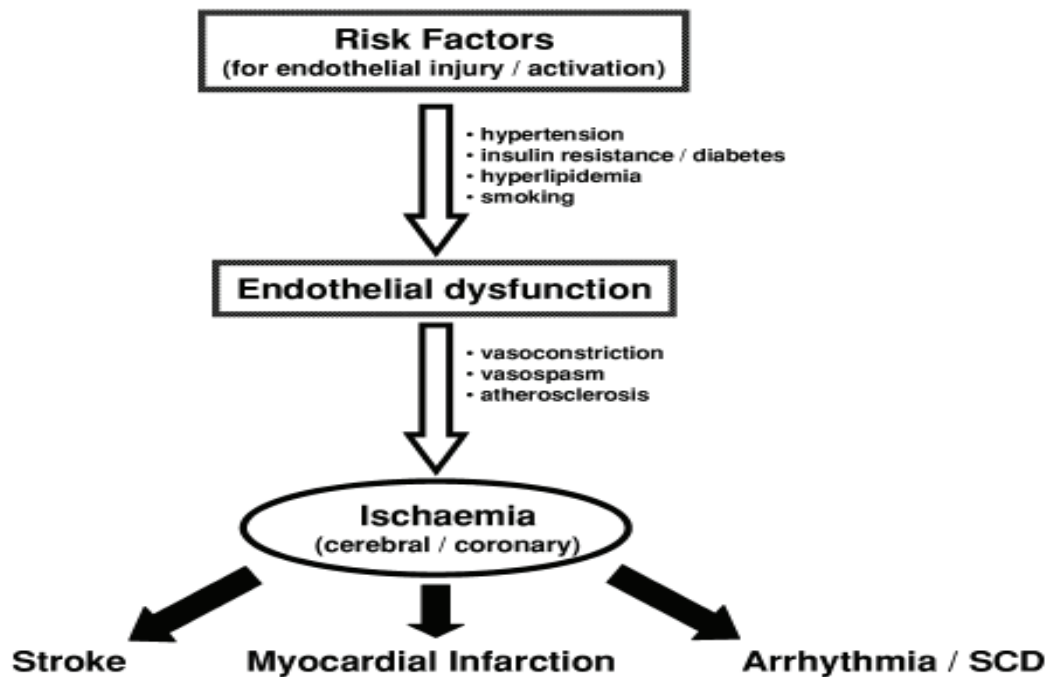 Risk Factors
(for endothelial injury / activation)
• hypertension
• insulin resistance / diabetes
• hyperlipidemia
• smoking
Endothelial dysfunction
• vasoconstriction
• vasospasm
• atherosclerosis
Ischaemia
(cerebral / coronary)
Stroke
Myocardial Infarction
Arrhythmia / SCD